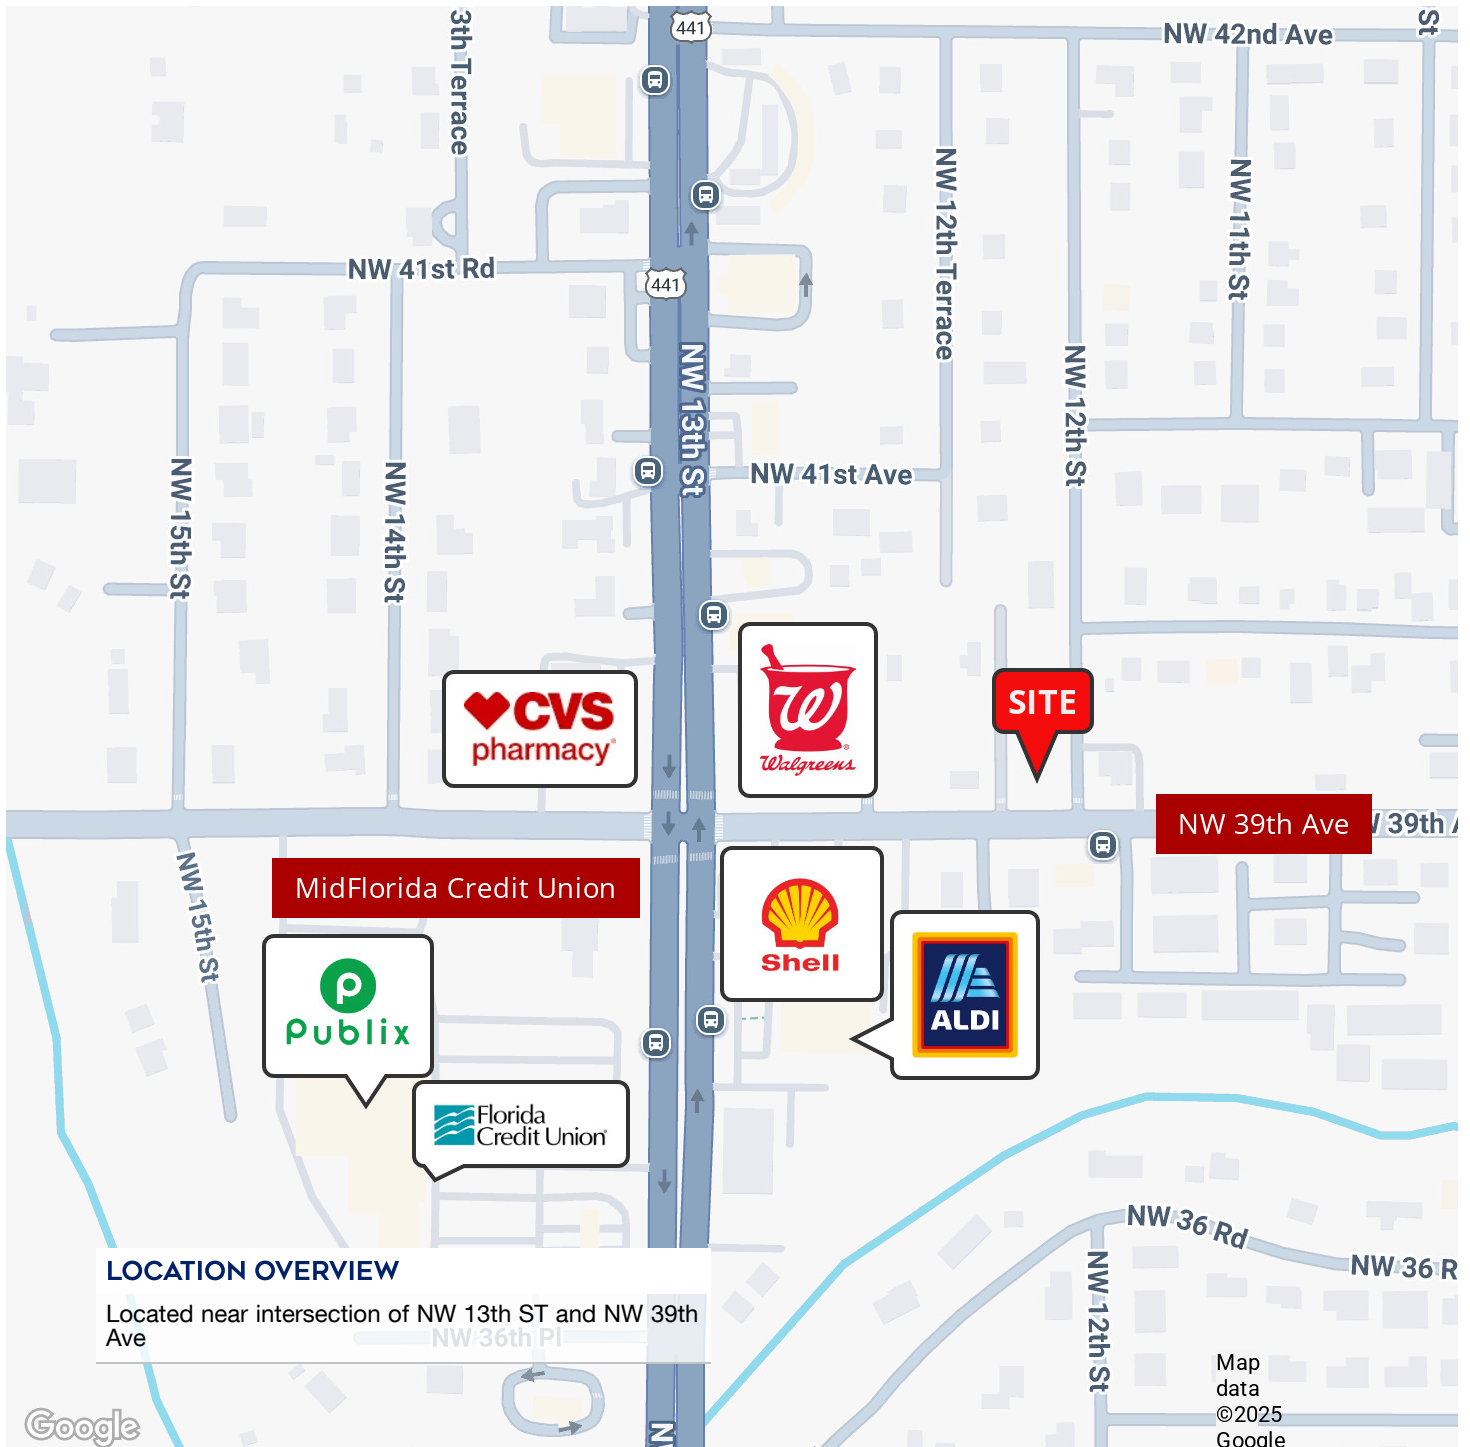 441
NW 42nd Ave
St
3th Terrace
NW 12th Terrace
NW 11th St
NW 41st Rd
441
NW 13th St
NW 12th St
NW 15th St
NW 14th St
NW 41st Ave
CVS
pharmacy
W
Walgreens
SITE
NW 39th Ave
39th A
MidFlorida Credit Union
NW 15th St
Shell
Publix
ALDI
Florida
Credit Union
NW 36 Rd
NW 36 R
NW 12th St
LOCATION OVERVIEW
Located near intersection of NW 13th ST and NW 39th
Ave
NW 36th Pl
Map
data
©2025
Google
Google